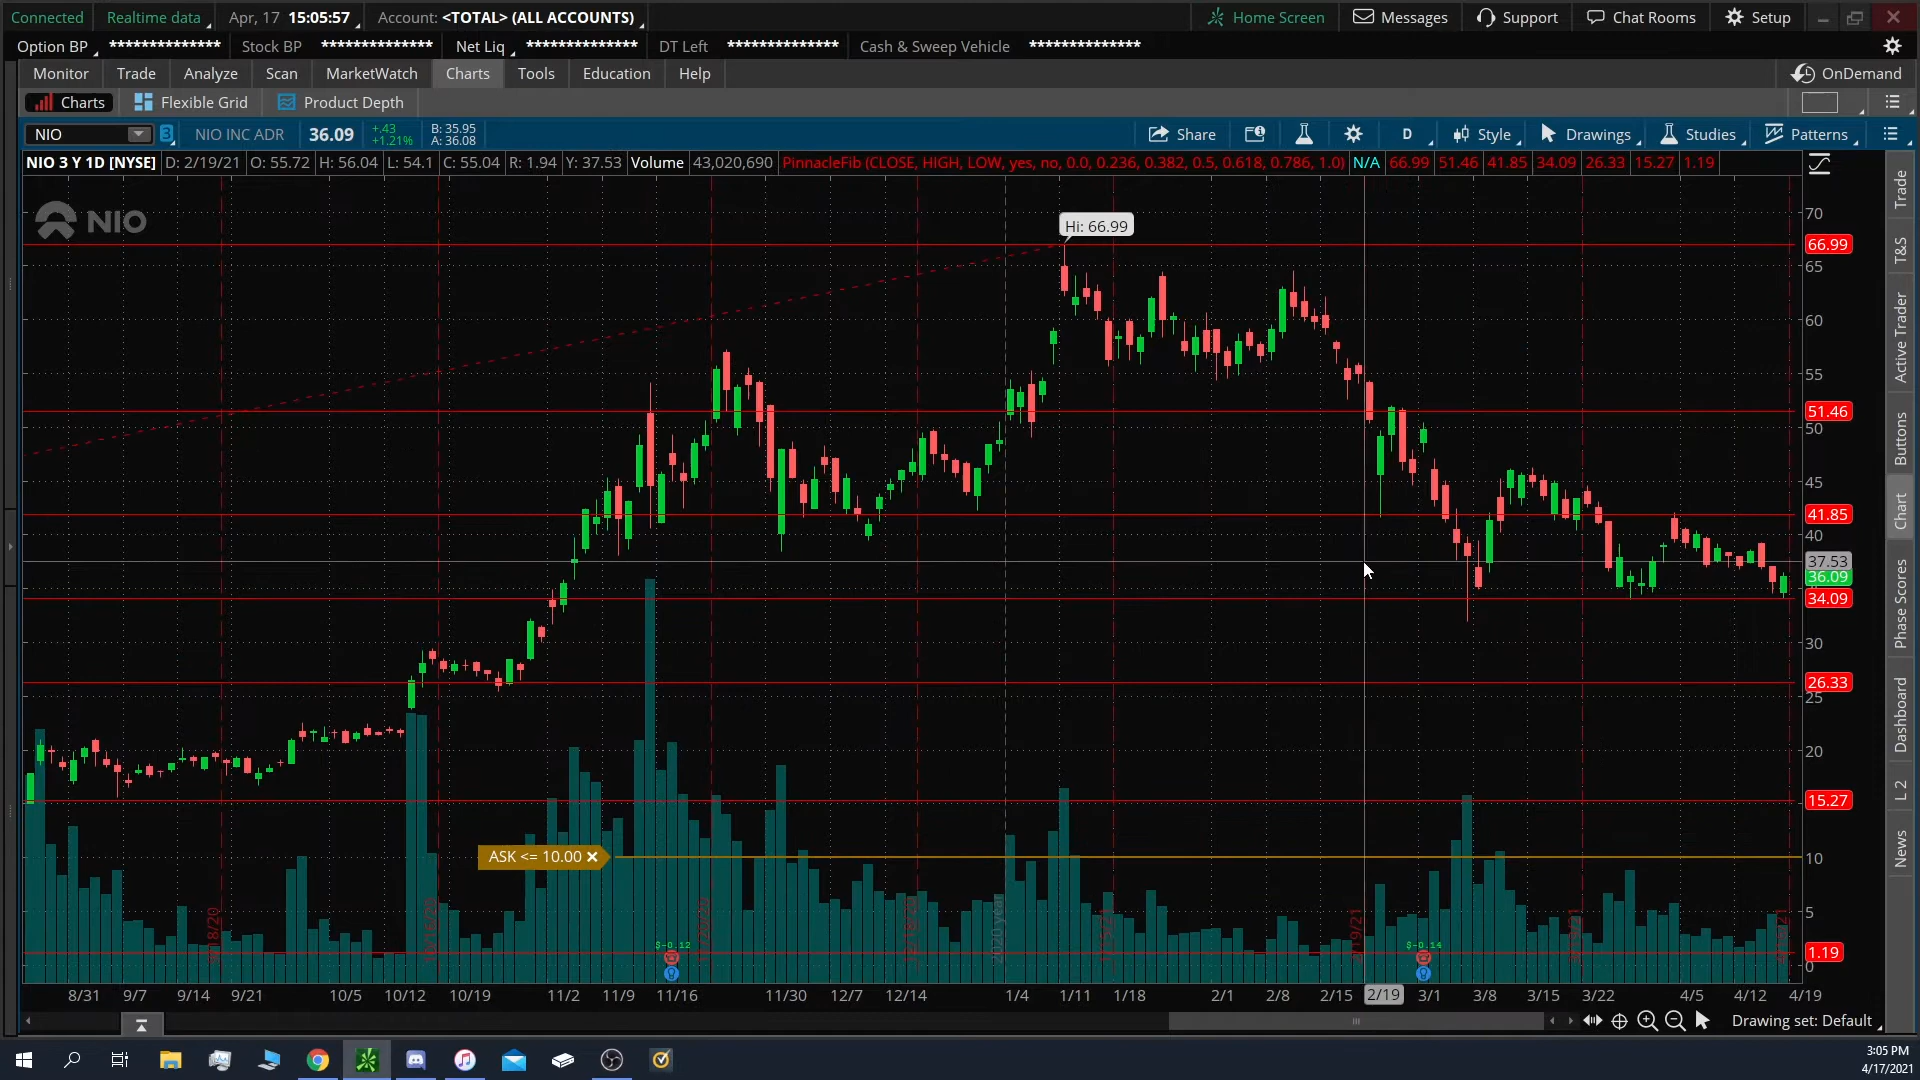 Connected Realtime data Apr, 17 15:05:57 Account: <TOTAL> (ALL ACCOUNTS) Home Screen Messages Support Chat Rooms Setup
Option BP ************** Stock BP ************** Net Liq ************** DT Left ************** Cash & Sweep Vehicle **************
Monitor Trade Analyze Scan MarketWatch Charts Tools Education Help OnDemand
Charts Flexible Grid Product Depth
NIO 3 NIO INC ADR 36.09 +.43 +1.21% B: 35.95 A: 36.08 Share D Style Drawings Studies Patterns
NIO 3 Y 1D [NYSE] D: 2/19/21 O: 55.72 H: 56.04 L: 54.1 C: 55.04 R: 1.94 Y: 37.53 Volume 43,020,690 PinnacleFib (CLOSE, HIGH, LOW, yes, no, 0.0, 0.236, 0.382, 0.5, 0.618, 0.786, 1.0) N/A 66.99 51.46 41.85 34.09 26.33 15.27 1.19
NIO
Hi: 66.99
70
66.99
65
60
55
51.46
50
45
41.85
40
37.53
36.09
34.09
30
26.33
25
20
15.27
ASK <= 10.00 ×
10
5
1.19
0
$-0.12
$-0.14
2020 year
8/31 9/7 9/14 9/21 10/5 10/12 10/19 11/2 11/9 11/16 11/30 12/7 12/14 1/4 1/11 1/18 2/1 2/8 2/15 2/19 3/1 3/8 3/15 3/22 4/5 4/12 4/19
Drawing set: Default
Trade
T&S
Active Trader
Buttons
Chart
Phase Scores
Dashboard
L 2
News
3:05 PM
4/17/2021